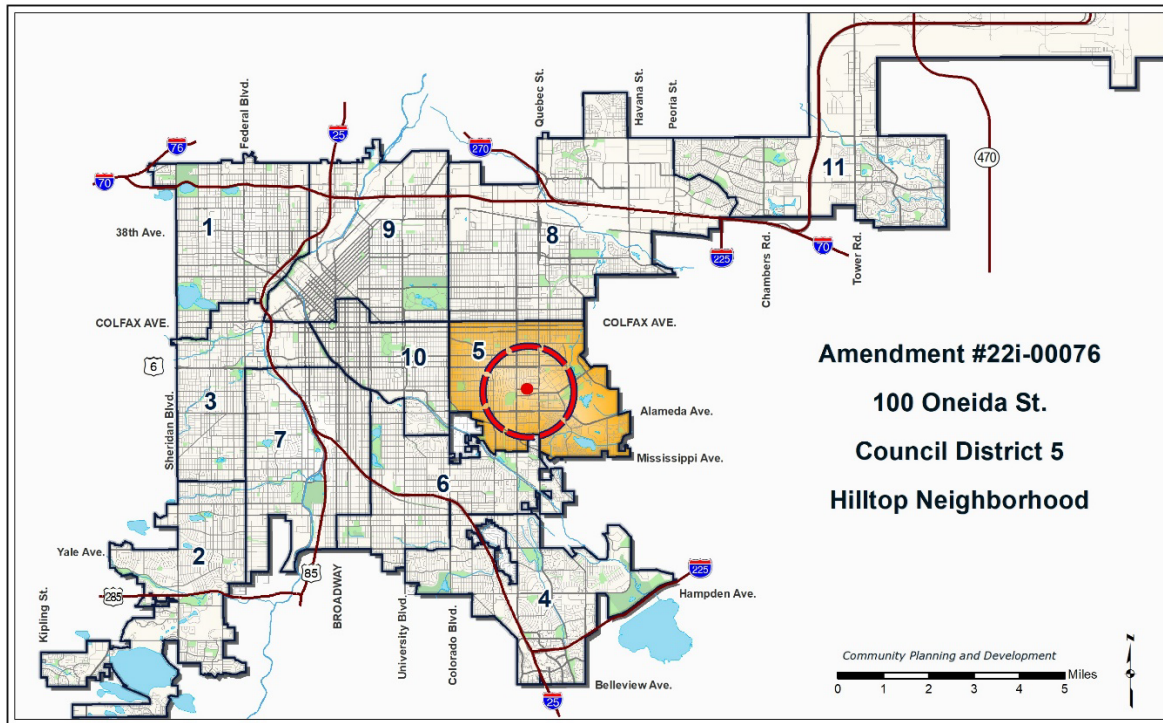 Federal Blvd.
Quebec St.
Havana St.
Peoria St.
76
25
270
70
470
1
9
8
11
38th Ave.
225
70
Chambers Rd.
Tower Rd.
COLFAX AVE.
COLFAX AVE.
6
5
10
3
Sheridan Blvd.
7
Alameda Ave.
Mississippi Ave.
6
Amendment #22i-00076
100 Oneida St.
Council District 5
Hilltop Neighborhood
Yale Ave.
2
85
BROADWAY
285
Kipling St.
University Blvd.
Colorado Blvd.
4
225
Hampden Ave.
25
Belleview Ave.
Community Planning and Development
Miles
0 1 2 3 4 5
N